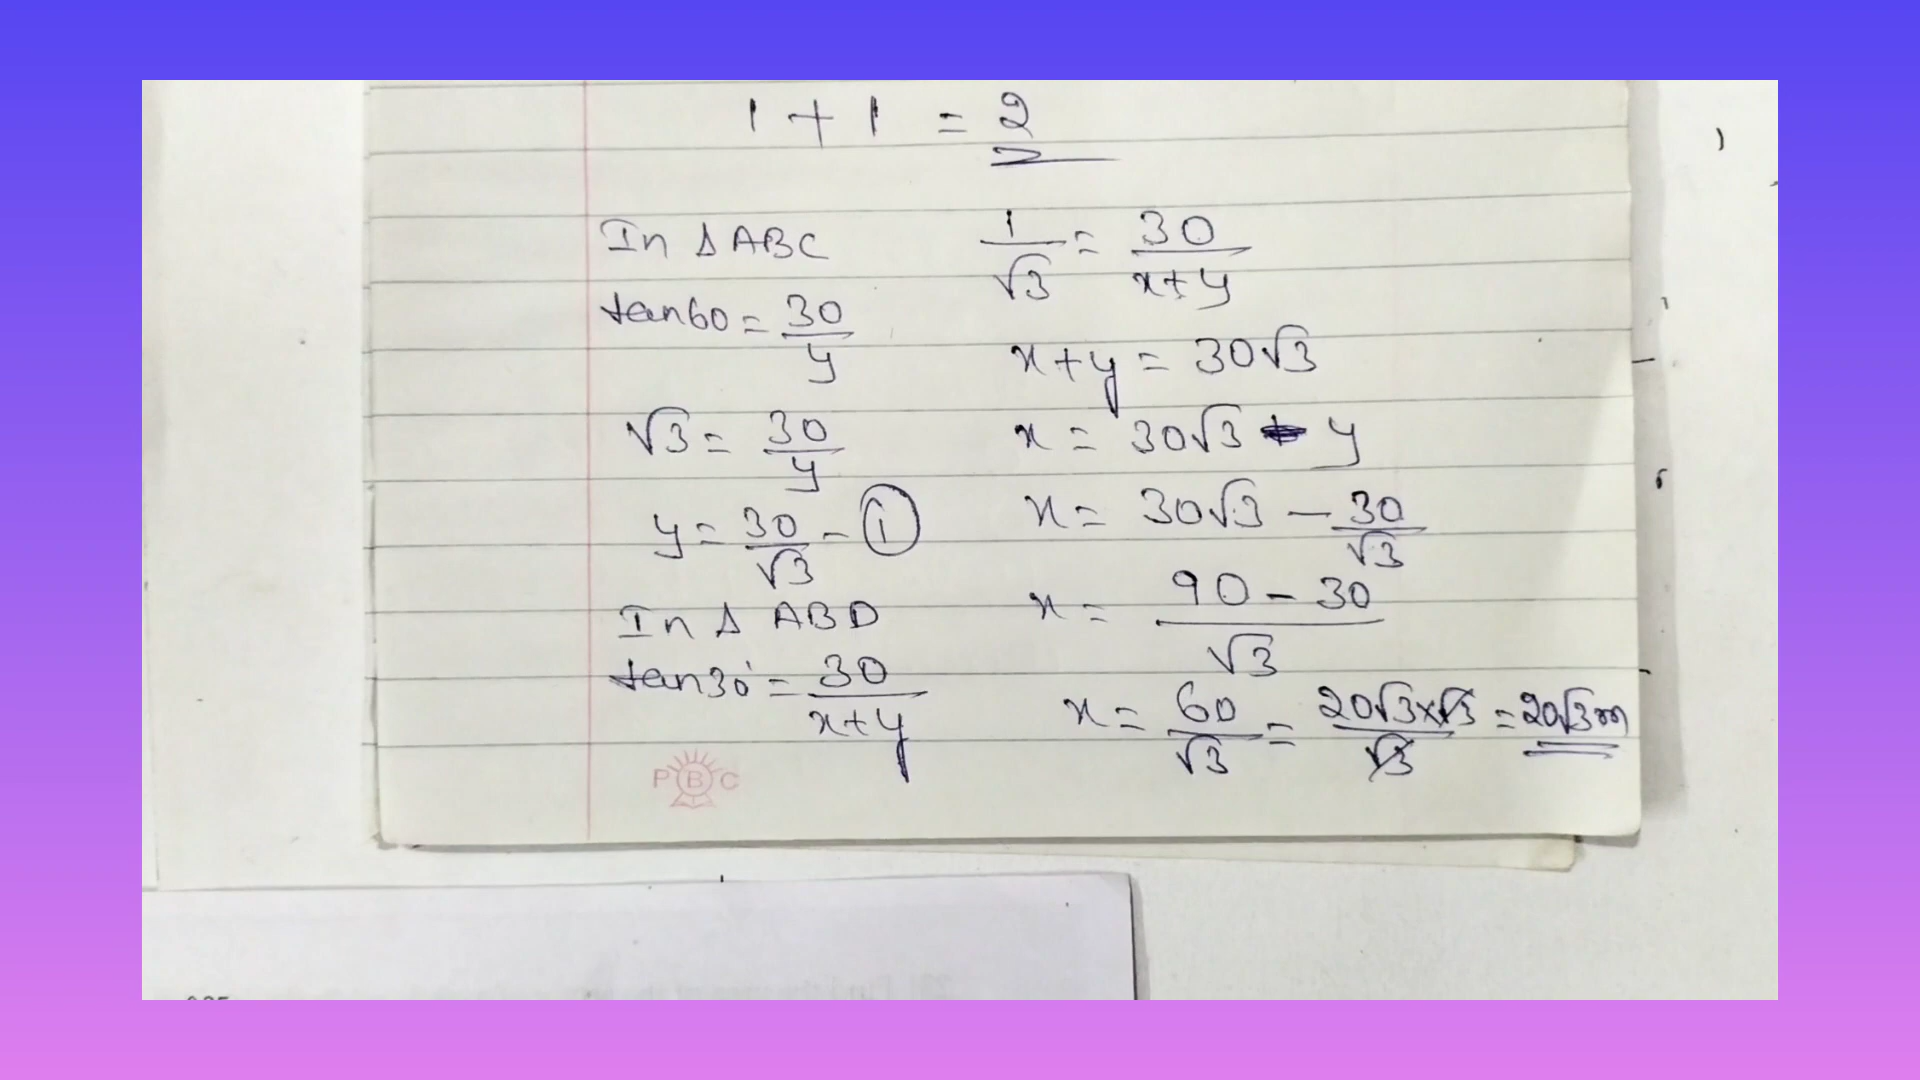 1 + 1 = 2
In Δ ABC
tan60 = 30/y
√3 = 30/y
y = 30/√3 - ①
In Δ ABD
tan30° = 30/x+y
1/√3 = 30/x+y
x+y = 30√3
x = 30√3 - y
x = 30√3 - 30/√3
x = 90-30/√3
x = 60/√3 = 20√3×√3/√3 = 20√3m
PBC